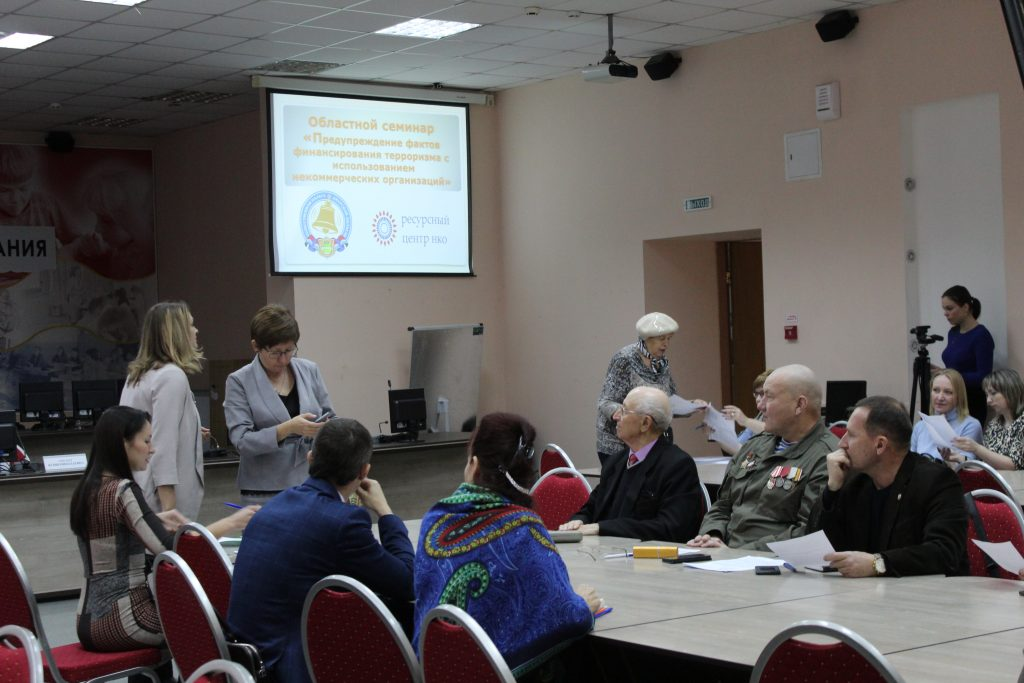 Областной семинар
«Предупреждение фактов
финансирования терроризма с
использованием
некоммерческих организаций»
ресурсный
центр нко
АНИЯ
ВЫХОД